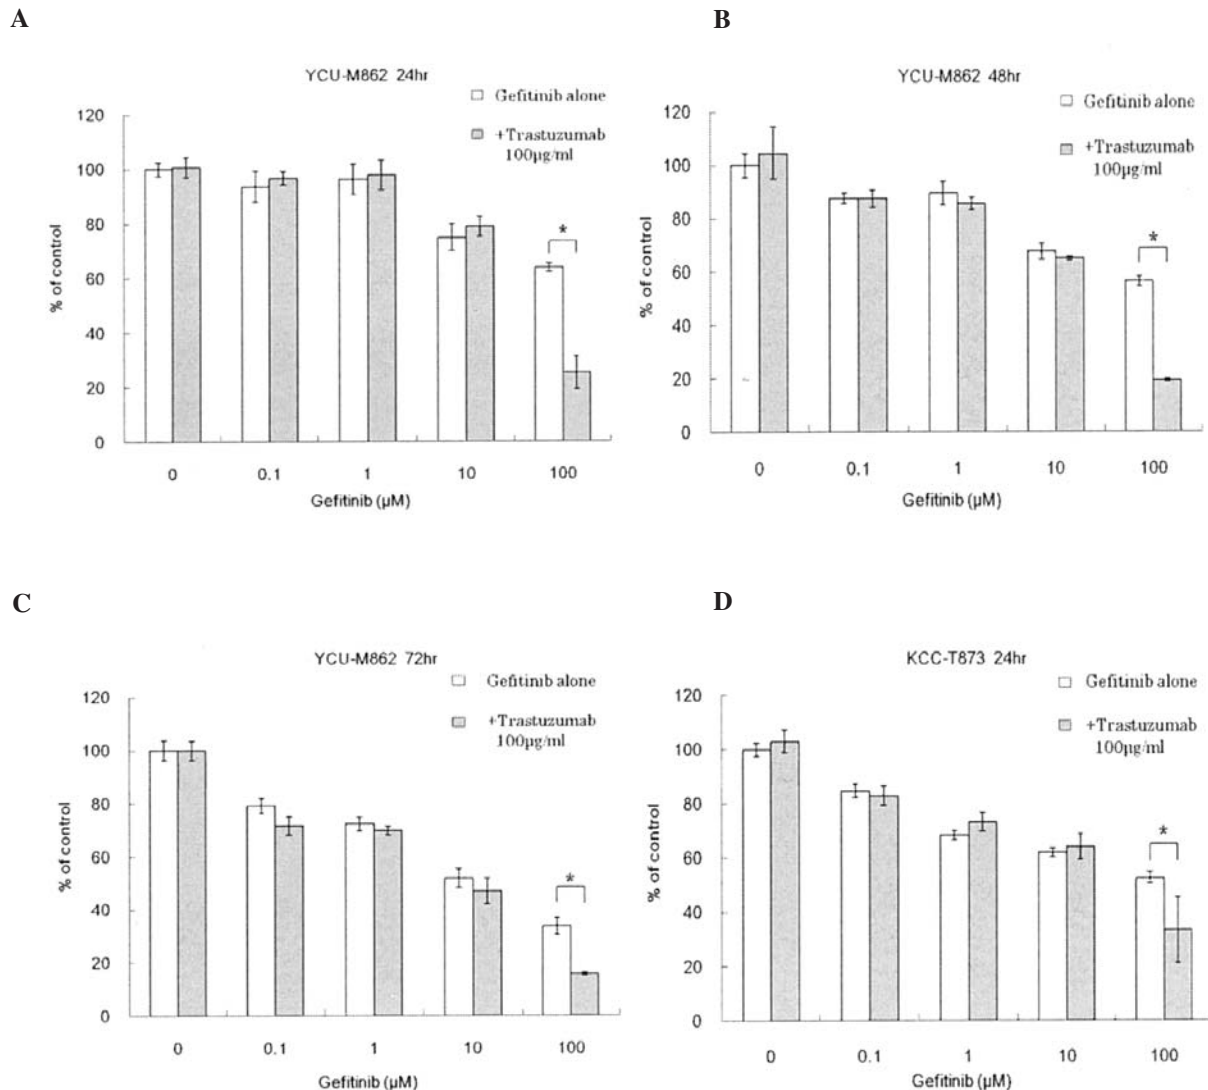 A
YCU-M862 24hr
Gefitinib alone
+Trastuzumab
100µg/ml
% of control
120
100
80
60
40
20
0
*
0
0.1
1
10
100
Gefitinib (µM)
B
YCU-M862 48hr
Gefitinib alone
+Trastuzumab
100µg/ml
% of control
120
100
80
60
40
20
0
*
0
0.1
1
10
100
Gefitinib (µM)
C
YCU-M862 72hr
Gefitinib alone
+Trastuzumab
100µg/ml
% of control
120
100
80
60
40
20
0
*
0
0.1
1
10
100
Gefitinib (µM)
D
KCC-T873 24hr
Gefitinib alone
+Trastuzumab
100µg/ml
% of control
120
100
80
60
40
20
0
*
0
0.1
1
10
100
Gefitinib (µM)